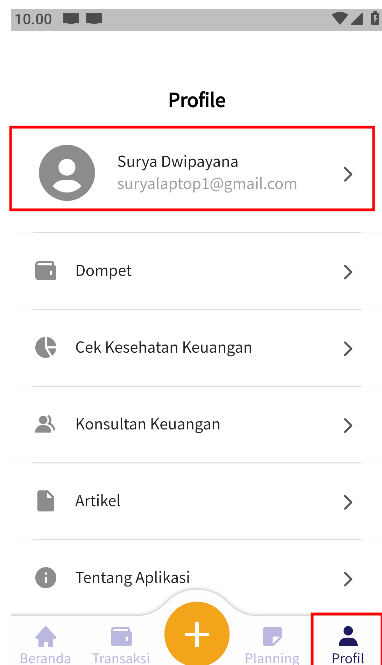 10.00
Profile
Surya Dwipayana
suryalaptop1@gmail.com
Dompet
Cek Kesehatan Keuangan
Konsultan Keuangan
Artikel
Tentang Aplikasi
Beranda
Transaksi
Planning
Profil